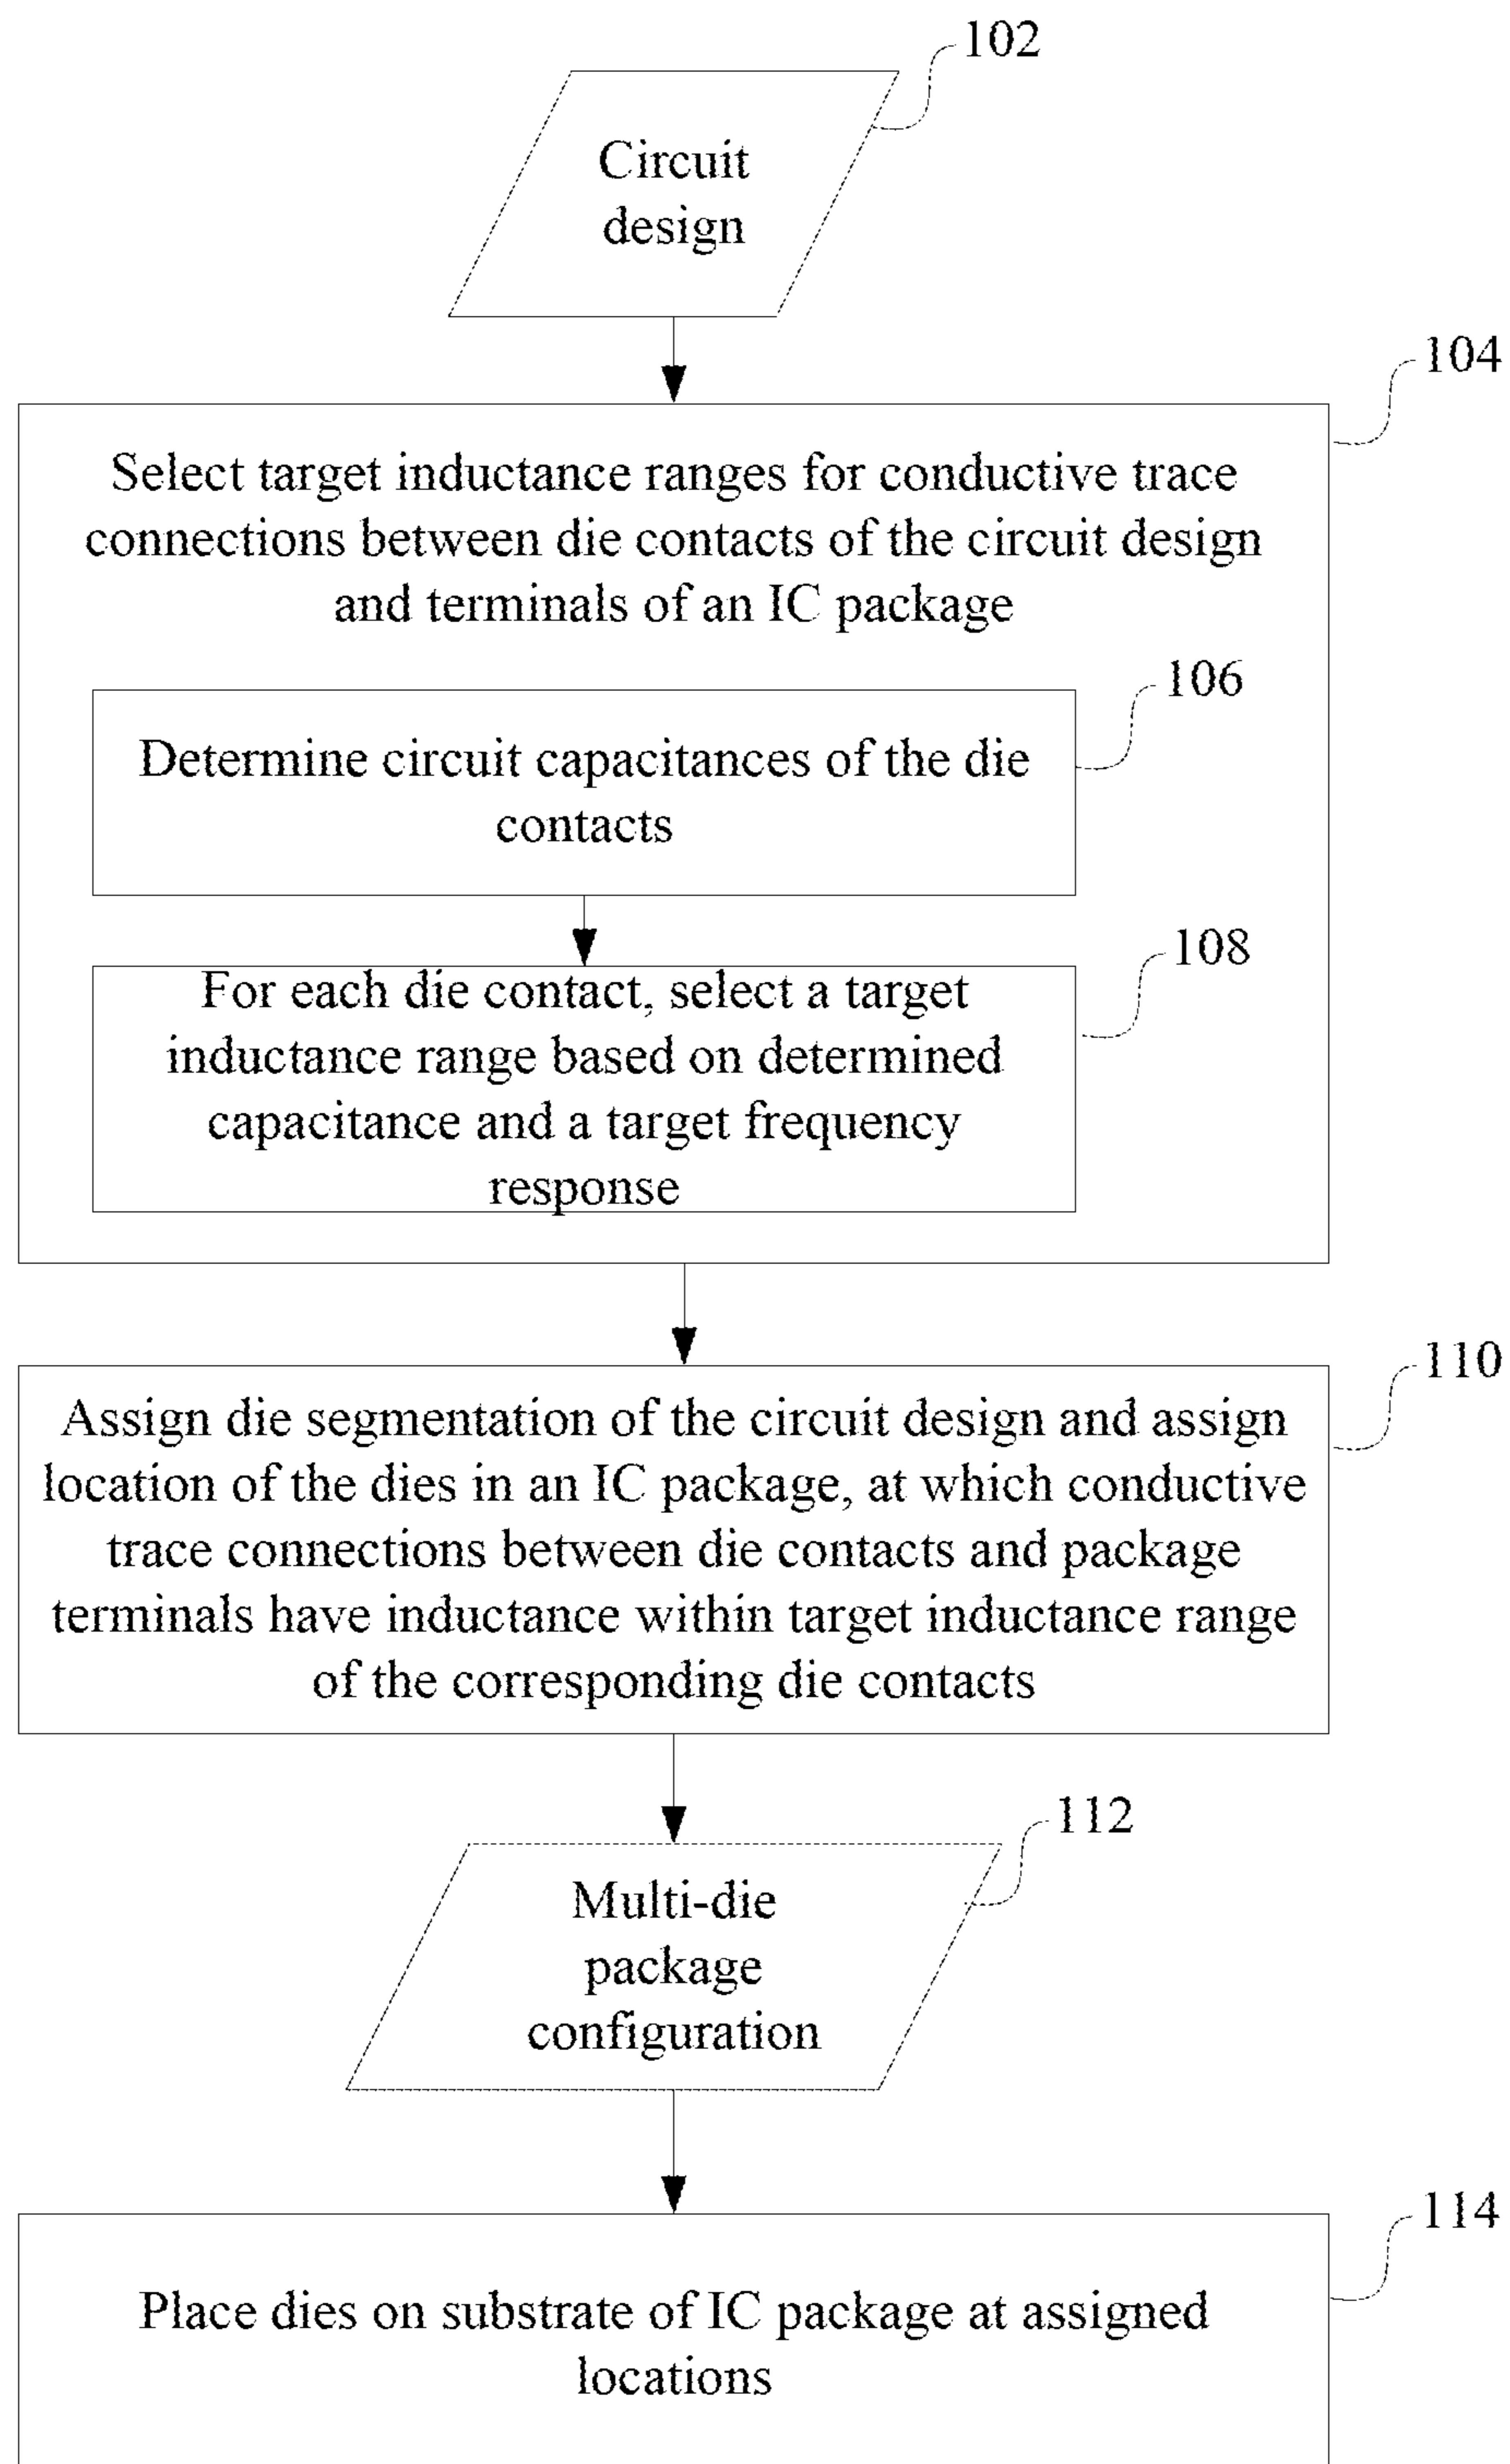 102
Circuit
design
104
Select target inductance ranges for conductive trace
connections between die contacts of the circuit design
and terminals of an IC package
106
Determine circuit capacitances of the die
contacts
108
For each die contact, select a target
inductance range based on determined
capacitance and a target frequency
response
110
Assign die segmentation of the circuit design and assign
location of the dies in an IC package, at which conductive
trace connections between die contacts and package
terminals have inductance within target inductance range
of the corresponding die contacts
112
Multi-die
package
configuration
114
Place dies on substrate of IC package at assigned
locations